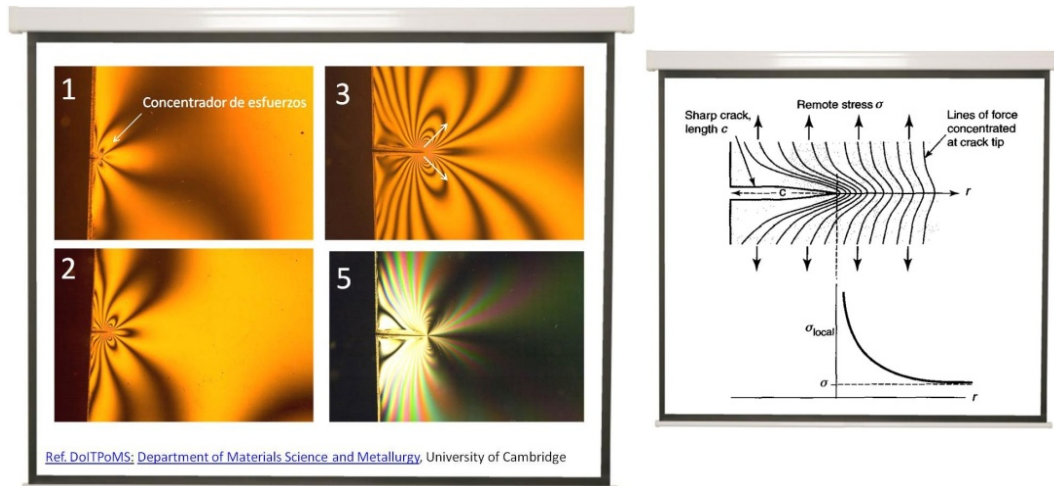 1
Concentrador de esfuerzos
3
2
5
Ref. DoITPoMS: Department of Materials Science and Metallurgy, University of Cambridge
Remote stress σ
Sharp crack,
length c
Lines of force
concentrated
at crack tip
c
r
σlocal
σ
r